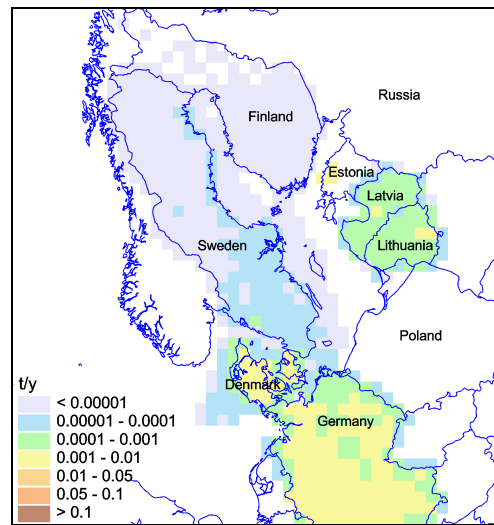 Russia
Finland
Estonia
Latvia
Sweden
Lithuania
Poland
t/y
Denmark
< 0.00001
0.00001 - 0.0001
0.0001 - 0.001
Germany
0.001 - 0.01
0.01 - 0.05
0.05 - 0.1
> 0.1